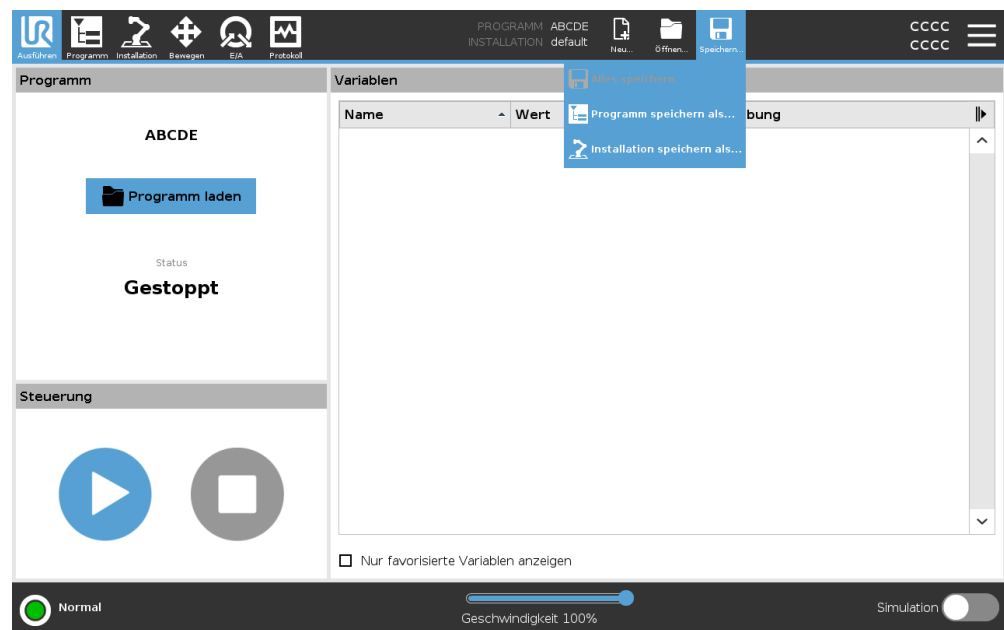 UR
Ausführen
Programm
Installation
Bewegen
E/A
Protokoll
PROGRAMM ABCDE
INSTALLATION default
Neu...
Öffnen...
Speichern...
CCCC
CCCC
Programm
ABCDE
Programm laden
Status
Gestoppt
Steuerung
Variablen
Name
Wert
bung
Alles speichern
Programm speichern als...
Installation speichern als...
Nur favorisierte Variablen anzeigen
Normal
Geschwindigkeit 100%
Simulation